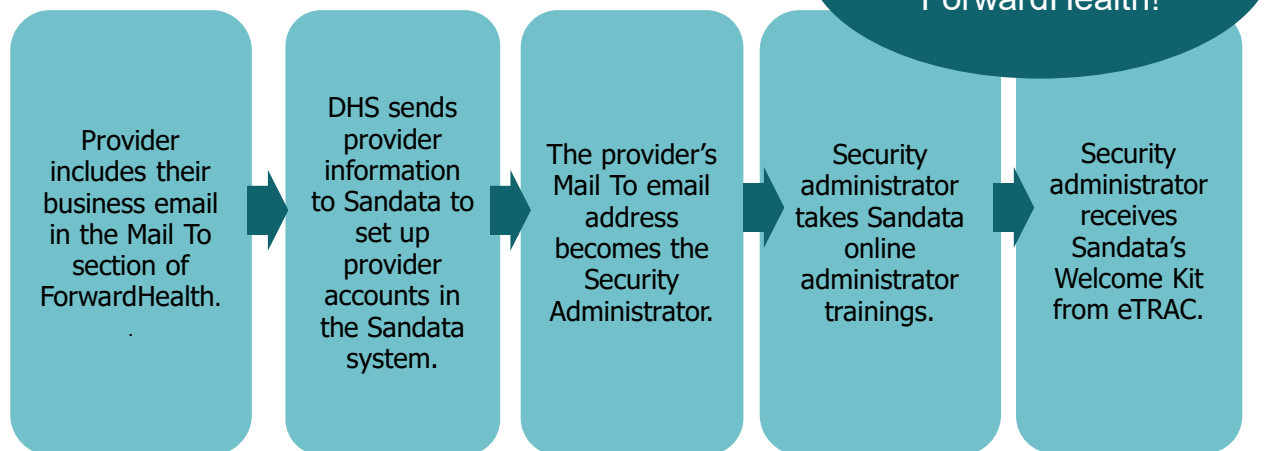 ForwardHealth!
Provider
includes their
business email
in the Mail To
section of
ForwardHealth.
.
DHS sends
provider
information
to Sandata to
set up
provider
accounts in
the Sandata
system.
The provider’s
Mail To email
address
becomes the
Security
Administrator.
Security
administrator
takes Sandata
online
administrator
trainings.
Security
administrator
receives
Sandata’s
Welcome Kit
from eTRAC.